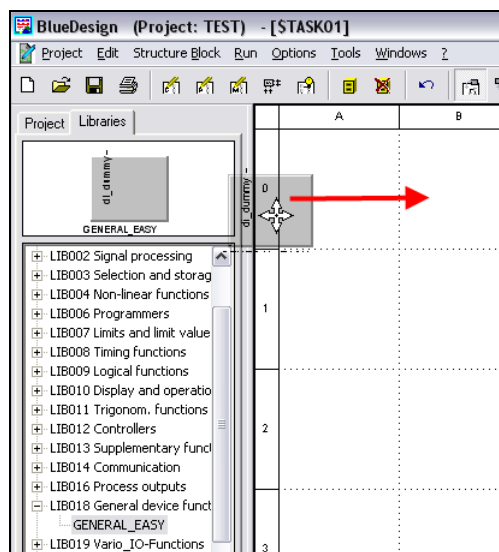 BlueDesign (Project: TEST) - [$TASK01]
Project Edit Structure Block Run Options Tools Windows ?
Project Libraries
A B
di_dummy-
GENERAL_EASY
di_dummy -
0
LIB002 Signal processing
LIB003 Selection and storag
LIB004 Non-linear functions
LIB006 Programmers
1
LIB007 Limits and limit value
LIB008 Timing functions
LIB009 Logical functions
LIB010 Display and operatio
LIB011 Trigonom. functions
LIB012 Controllers
2
LIB013 Supplementary funct
LIB014 Communication
LIB016 Process outputs
LIB018 General device funct
GENERAL_EASY
LIB019 Vario_IO-Functions
3